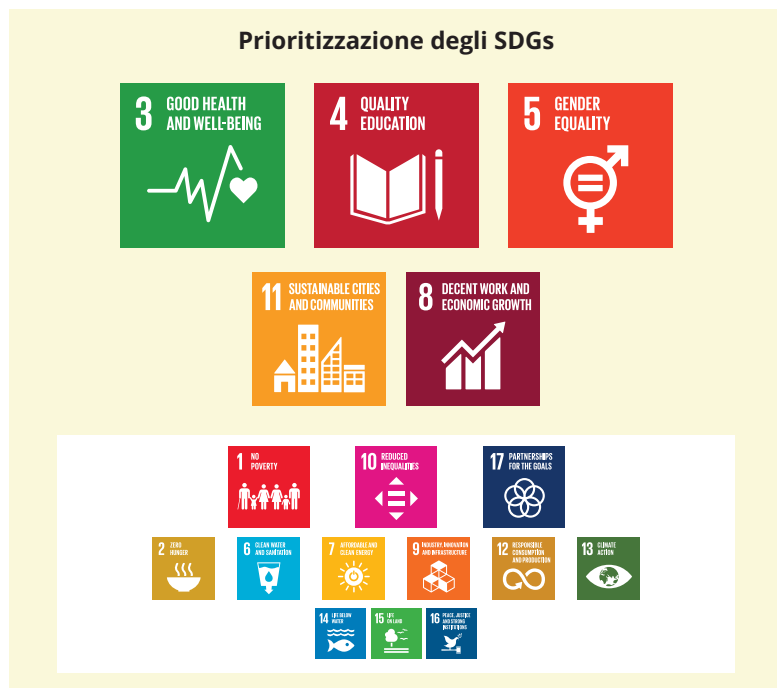 Prioritizzazione degli SDGs
3 GOOD HEALTH
AND WELL-BEING
4 QUALITY
EDUCATION
5 GENDER
EQUALITY
11 SUSTAINABLE CITIES
AND COMMUNITIES
8 DECENT WORK AND
ECONOMIC GROWTH
1 NO
POVERTY
10 REDUCED
INEQUALITIES
17 PARTNERSHIPS
FOR THE GOALS
2 ZERO
HUNGER
6 CLEAN WATER
AND SANITATION
7 AFFORDABLE AND
CLEAN ENERGY
9 INDUSTRY, INNOVATION
AND INFRASTRUCTURE
12 RESPONSIBLE
CONSUMPTION
AND PRODUCTION
13 CLIMATE
ACTION
14 LIFE BELOW
WATER
15 LIFE
ON LAND
16 PEACE, JUSTICE
AND STRONG
INSTITUTIONS